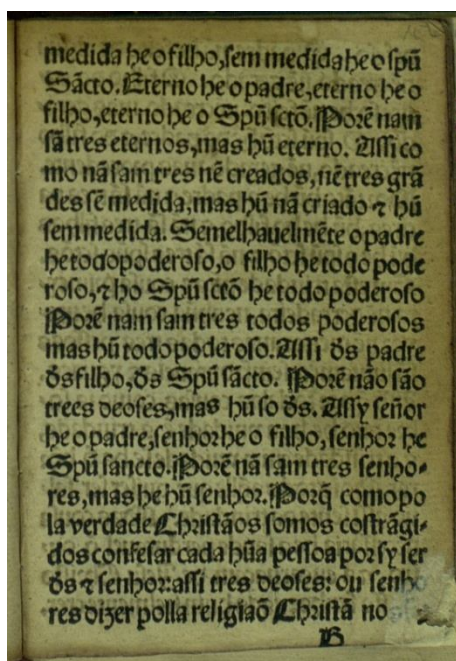 medida he o filho, sem medida he o spũ
Sãcto. Eterno he o padre, eterno he o
filho, eterno he o Spũ sctõ. Porẽ nam
sã tres eternos, mas hũ eterno. Assi co
mo nã sam tres nẽ creados, nẽ tres grã
des sẽ medida, mas hũ nã criado ⁊ hũ
sem medida. Semelhauelmẽte o padre
he todopoderoso, o filho he todo pode
roso, ⁊ ho Spũ sctõ he todo poderoso
Porẽ nam sam tres todos poderosos
mas hũ todo poderoso. Assi d̃s padre
d̃s filho, d̃s Spũ sãcto. Porẽ não são
trees deoses, mas hũ so d̃s. Assy señor
he o padre, senhor he o filho, senhor he
Spũ sancto. Porẽ nã sam tres senho-
res, mas he hũ senhor. Porq̃ como po
la verdade Christãos somos costrãgi-
dos confesar cada hũa pessoa por sy ser
d̃s ⁊ senhor: assi tres deoses: ou senho
res dizer polla religiaõ Christã no
B